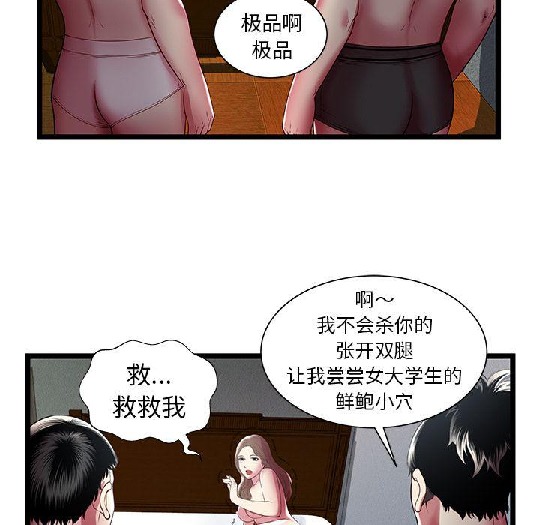 极品啊
极品
救...
救救我
啊～
我不会杀你的
张开双腿
让我尝尝女大学生的
鲜鲍小穴